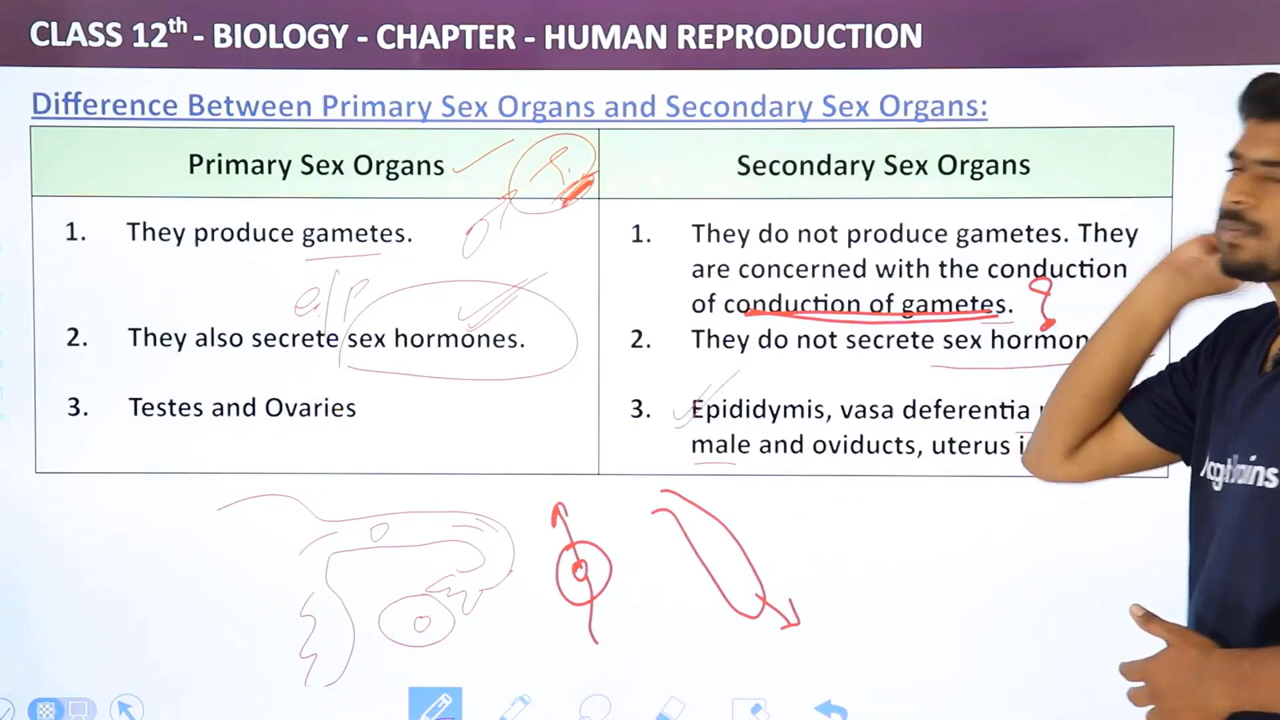 CLASS 12th - BIOLOGY - CHAPTER - HUMAN REPRODUCTION
Difference Between Primary Sex Organs and Secondary Sex Organs:
Primary Sex Organs
1. They produce gametes.
e/P
2. They also secrete sex hormones.
3. Testes and Ovaries
Secondary Sex Organs
1. They do not produce gametes. They
are concerned with the conduction
of conduction of gametes.
2. They do not secrete sex hormon
3. Epididymis, vasa deferentia
male and oviducts, uterus